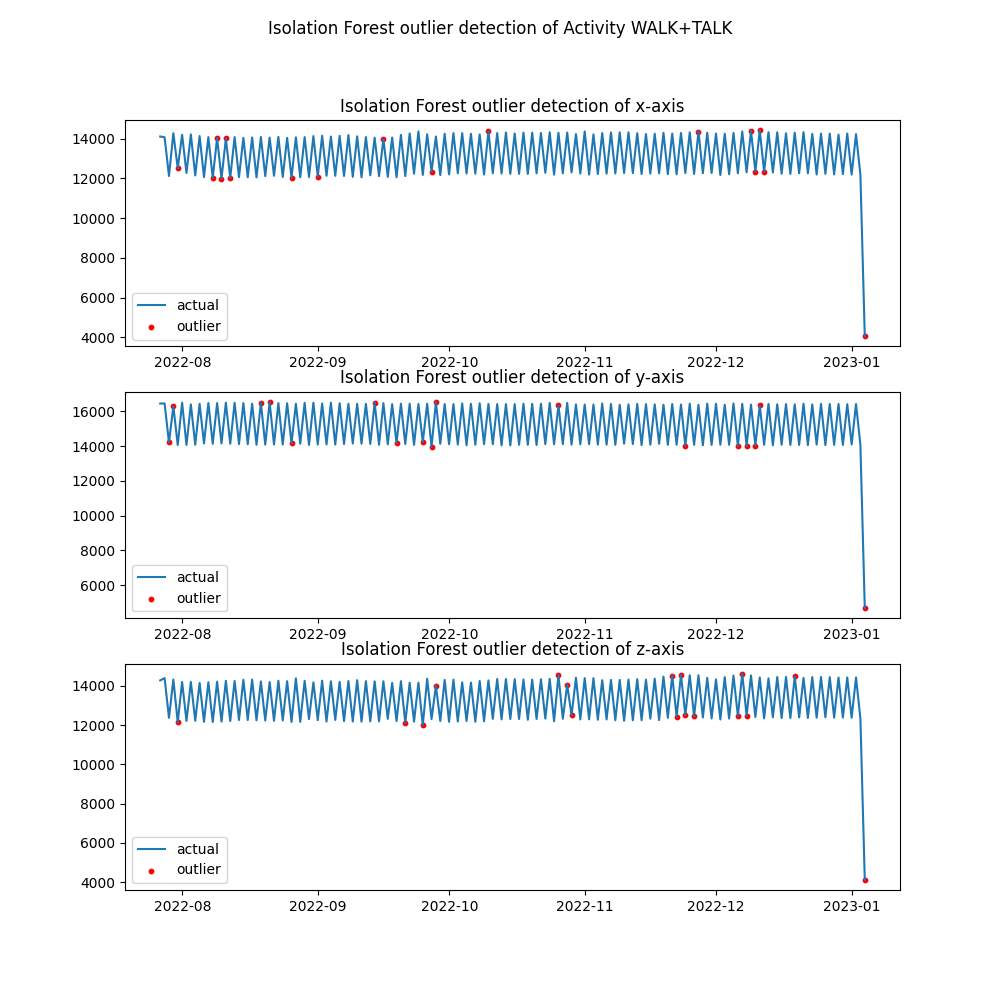 Isolation Forest outlier detection of Activity WALK+TALK
Isolation Forest outlier detection of x-axis
14000
12000
10000
8000
6000
4000
actual
outlier
2022-08 2022-09 2022-10 2022-11 2022-12 2023-01
Isolation Forest outlier detection of y-axis
16000
14000
12000
10000
8000
6000
actual
outlier
2022-08 2022-09 2022-10 2022-11 2022-12 2023-01
Isolation Forest outlier detection of z-axis
14000
12000
10000
8000
6000
4000
actual
outlier
2022-08 2022-09 2022-10 2022-11 2022-12 2023-01